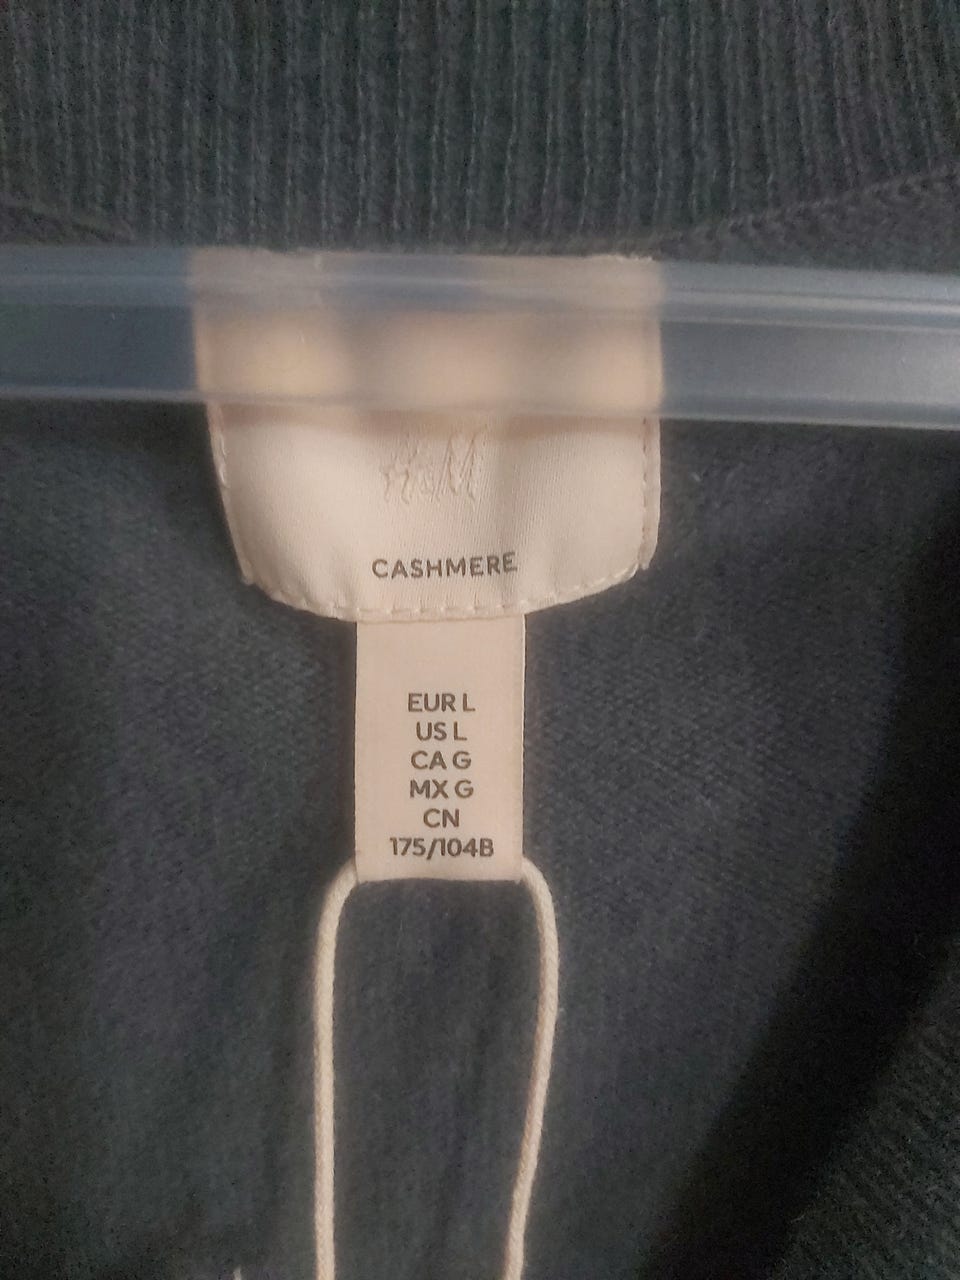 H&M
CASHMERE
EUR L
US L
CA G
MX G
CN
175/104B